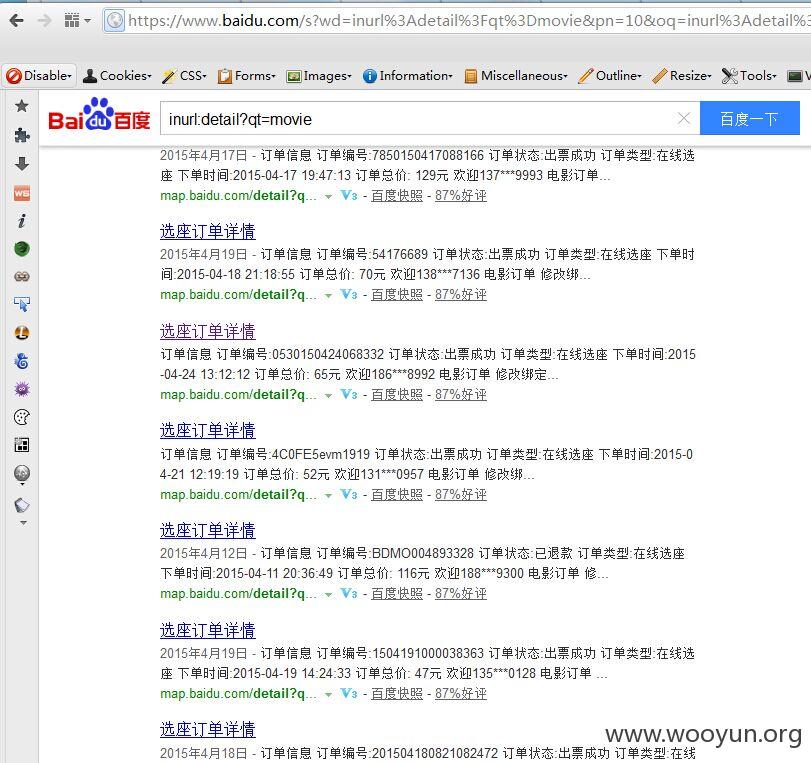 https://www.baidu.com/s?wd=inurl%3Adetail%3Fqt%3Dmovie&pn=10&oq=inurl%3Adetail%3
Disable Cookies CSS Forms Images Information Miscellaneous Outline Resize Tools V
Bai du 百度 inurl:detail?qt=movie 百度一下
2015年4月17日 - 订单信息 订单编号:7850150417088166 订单状态:出票成功 订单类型:在线选
座 下单时间:2015-04-17 19:47:13 订单总价: 129元 欢迎137***9993 电影订单...
map.baidu.com/detail?q... V3 - 百度快照 - 87%好评
选座订单详情
2015年4月19日 - 订单信息 订单编号:54176689 订单状态:出票成功 订单类型:在线选座 下单时
间:2015-04-18 21:18:55 订单总价: 70元 欢迎138***7136 电影订单 修改绑...
map.baidu.com/detail?q... V3 - 百度快照 - 87%好评
选座订单详情
订单信息 订单编号:0530150424068332 订单状态:出票成功 订单类型:在线选座 下单时间:2015
-04-24 13:12:12 订单总价: 65元 欢迎186***8992 电影订单 修改绑定...
map.baidu.com/detail?q... V3 - 百度快照 - 87%好评
选座订单详情
订单信息 订单编号:4C0FE5evm1919 订单状态:出票成功 订单类型:在线选座 下单时间:2015-0
4-21 12:19:19 订单总价: 52元 欢迎131***0957 电影订单 修改绑...
map.baidu.com/detail?q... V3 - 百度快照 - 87%好评
选座订单详情
2015年4月12日 - 订单信息 订单编号:BDMO004893328 订单状态:已退款 订单类型:在线选座
下单时间:2015-04-11 20:36:49 订单总价: 116元 欢迎188***9300 电影订单 修...
map.baidu.com/detail?q... V3 - 百度快照 - 87%好评
选座订单详情
2015年4月19日 - 订单信息 订单编号:1504191000038363 订单状态:出票成功 订单类型:在线选
座 下单时间:2015-04-19 14:24:33 订单总价: 47元 欢迎135***0128 电影订单 ...
map.baidu.com/detail?q... V3 - 百度快照 - 87%好评
选座订单详情
2015年4月18日 - 订单信息 订单编号:201504180821082472 订单状态:出票成功 订单类型:在线
www.wooyun.org